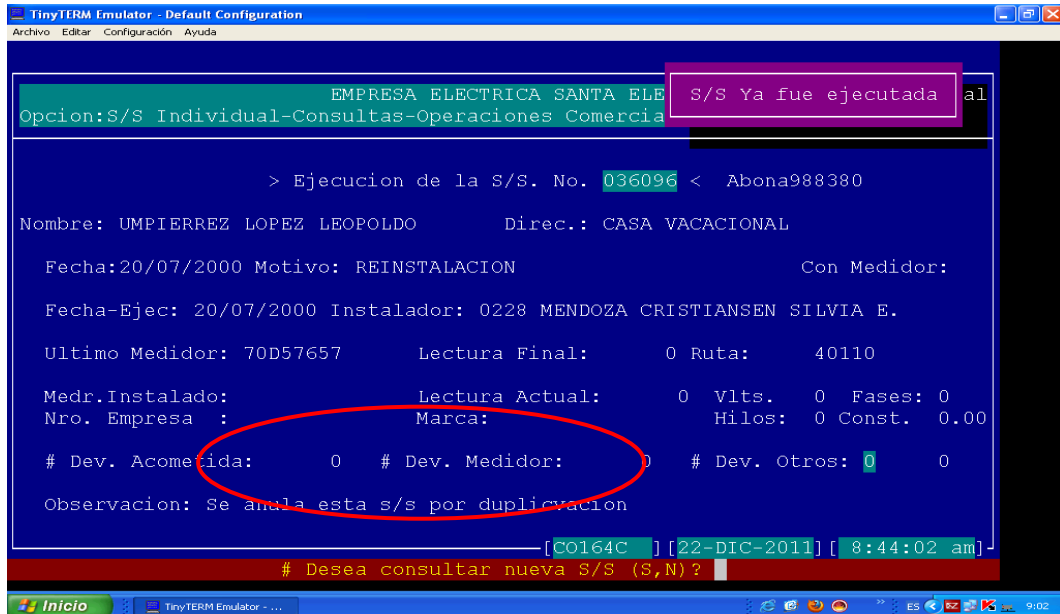 TinyTERM Emulator - Default Configuration
Archivo Editar Configuración Ayuda
EMPRESA ELECTRICA SANTA ELE
S/S Ya fue ejecutada
al
Opcion:S/S Individual-Consultas-Operaciones Comercia
> Ejecucion de la S/S. No. 036096 < Abona988380
Nombre: UMPIERREZ LOPEZ LEOPOLDO Direc.: CASA VACACIONAL
Fecha:20/07/2000 Motivo: REINSTALACION Con Medidor:
Fecha-Ejec: 20/07/2000 Instalador: 0228 MENDOZA CRISTIANSEN SILVIA E.
Ultimo Medidor: 70D57657 Lectura Final: 0 Ruta: 40110
Medr.Instalado: Lectura Actual: 0 Vlts. 0 Fases: 0
Nro. Empresa : Marca: Hilos: 0 Const. 0.00
# Dev. Acometida: 0 # Dev. Medidor: 0 # Dev. Otros: 0 0
Observacion: Se anula esta s/s por duplicvacion
[CO164C ][22-DIC-2011][ 8:44:02 am]
# Desea consultar nueva S/S (S,N)?
Inicio TinyTERM Emulator - ... ES 9:02